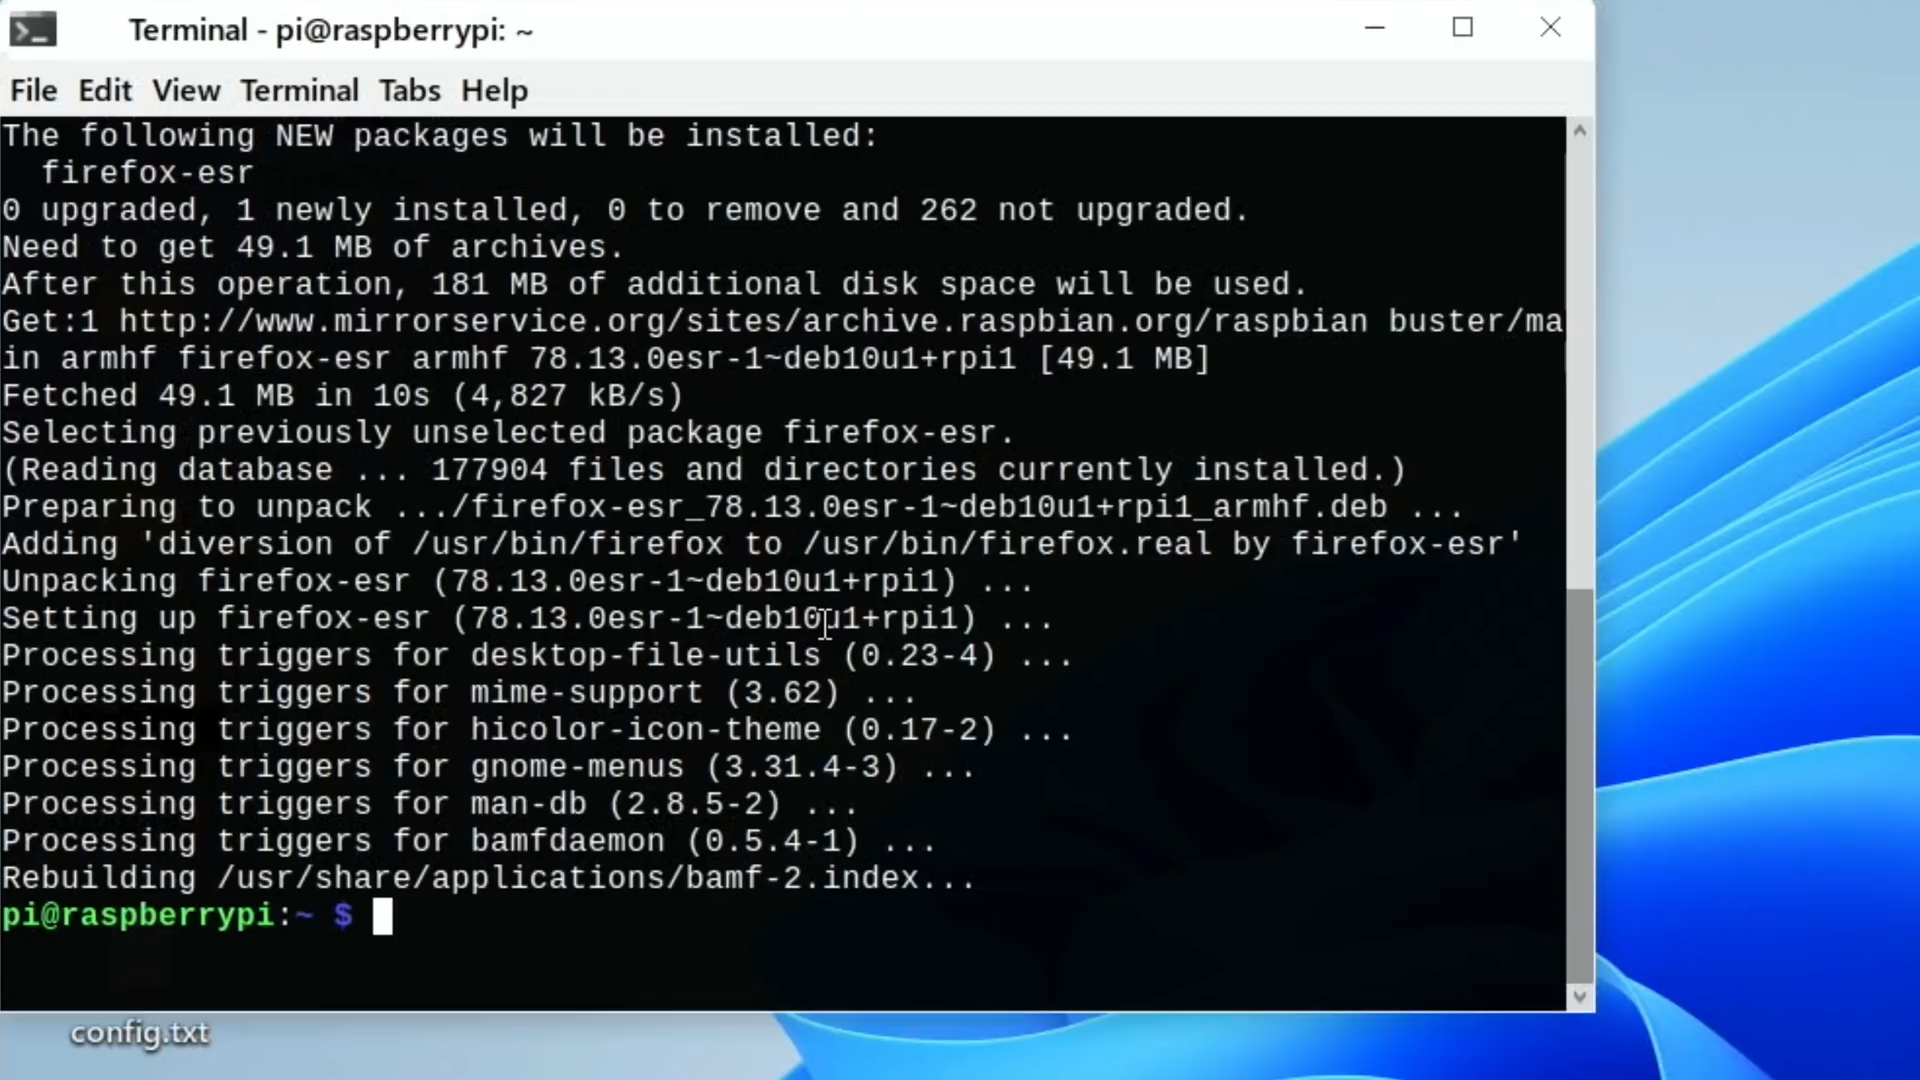 Terminal - pi@raspberrypi: ~
File Edit View Terminal Tabs Help
The following NEW packages will be installed:
firefox-esr
0 upgraded, 1 newly installed, 0 to remove and 262 not upgraded.
Need to get 49.1 MB of archives.
After this operation, 181 MB of additional disk space will be used.
Get:1 http://www.mirrorservice.org/sites/archive.raspbian.org/raspbian buster/ma
in armhf firefox-esr armhf 78.13.0esr-1~deb10u1+rpi1 [49.1 MB]
Fetched 49.1 MB in 10s (4,827 kB/s)
Selecting previously unselected package firefox-esr.
(Reading database ... 177904 files and directories currently installed.)
Preparing to unpack .../firefox-esr_78.13.0esr-1~deb10u1+rpi1_armhf.deb ...
Adding 'diversion of /usr/bin/firefox to /usr/bin/firefox.real by firefox-esr'
Unpacking firefox-esr (78.13.0esr-1~deb10u1+rpi1) ...
Setting up firefox-esr (78.13.0esr-1~deb10u1+rpi1) ...
Processing triggers for desktop-file-utils (0.23-4) ...
Processing triggers for mime-support (3.62) ...
Processing triggers for hicolor-icon-theme (0.17-2) ...
Processing triggers for gnome-menus (3.31.4-3) ...
Processing triggers for man-db (2.8.5-2) ...
Processing triggers for bamfdaemon (0.5.4-1) ...
Rebuilding /usr/share/applications/bamf-2.index...
pi@raspberrypi:~ $
config.txt